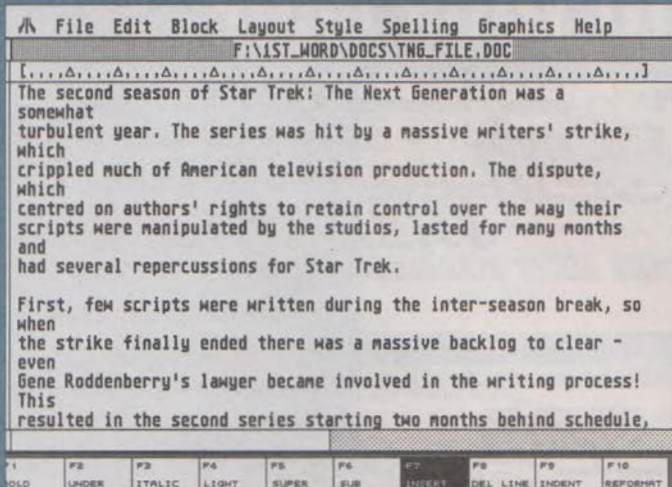 File Edit Block Layout Style Spelling Graphics Help
F:\1ST_WORD\DOCS\TNG_FILE.DOC
The second season of Star Trek: The Next Generation was a
somewhat
turbulent year. The series was hit by a massive writers' strike,
which
crippled much of American television production. The dispute,
which
centred on authors' rights to retain control over the way their
scripts were manipulated by the studios, lasted for many months
and
had several repercussions for Star Trek.
First, few scripts were written during the inter-season break, so
when
the strike finally ended there was a massive backlog to clear -
even
Gene Roddenberry's lawyer became involved in the writing process!
This
resulted in the second series starting two months behind schedule,
F1 F2 F3 F4 F5 F6 F7 F8 F9 F10
BOLD UNDER ITALIC LIGHT SUPER SUB INSERT DEL LINE INDENT REFORMAT